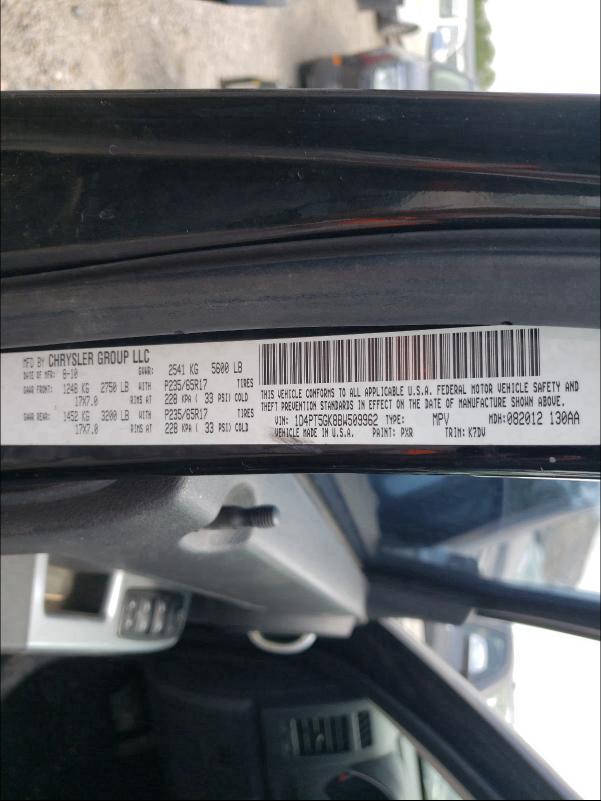 MFD BY CHRYSLER GROUP LLC
DATE OF MFR: 8-10 GVWR: 2541 KG 5600 LB
GAWR FRONT: 1248 KG 2750 LB WITH P235/65R17 TIRES
17X7.0 RIMS AT 228 KPA ( 33 PSI) COLD
GAWR REAR: 1452 KG 3200 LB WITH P235/65R17 TIRES
17X7.0 RIMS AT 228 KPA ( 33 PSI) COLD
THIS VEHICLE CONFORMS TO ALL APPLICABLE U.S.A. FEDERAL MOTOR VEHICLE SAFETY AND
THEFT PREVENTION STANDARDS IN EFFECT ON THE DATE OF MANUFACTURE SHOWN ABOVE.
VIN: 1D4PT5GK8BW509962 TYPE: MPV MDH: 082012 130AA
VEHICLE MADE IN U.S.A. PAINT: PXR TRIM: K7DV